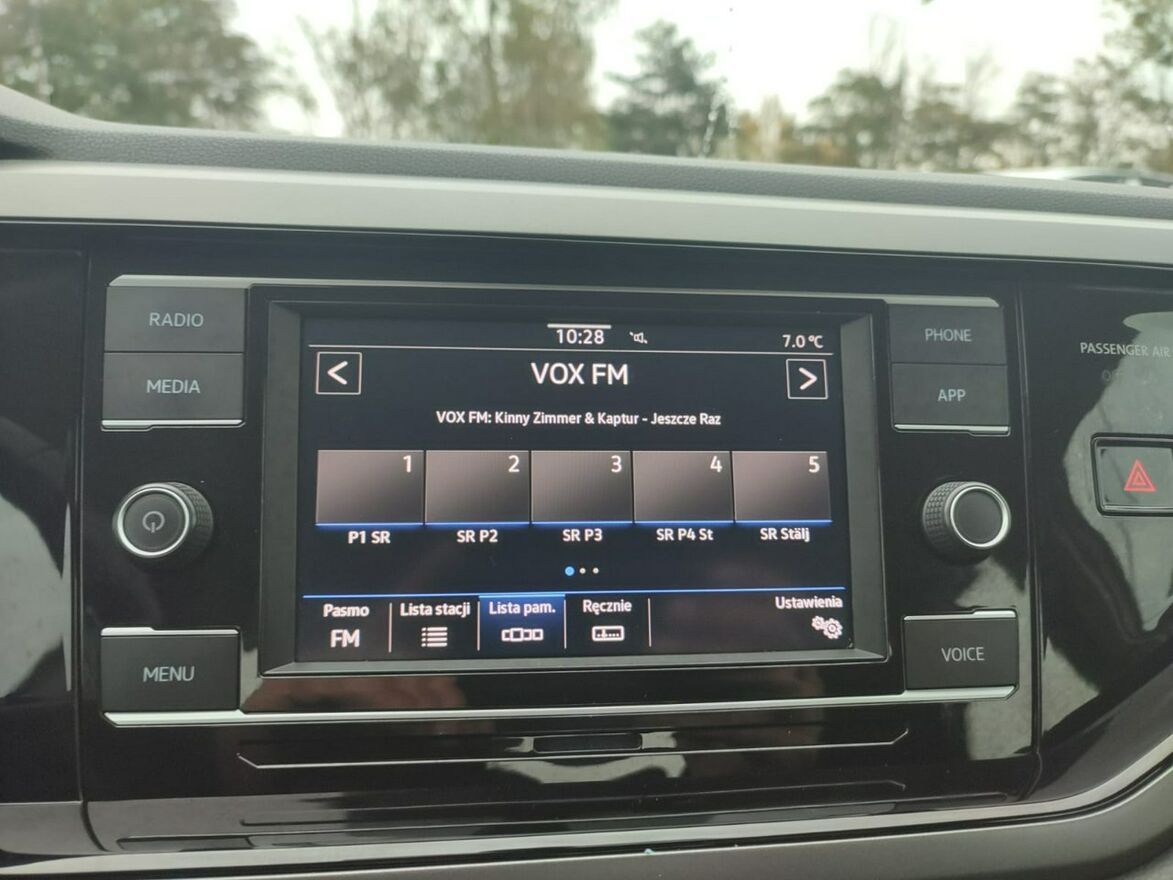 RADIO
MEDIA
MENU
10:28
7.0 °C
< VOX FM >
VOX FM: Kinny Zimmer & Kaptur - Jeszcze Raz
1 2 3 4 5
P1 SR SR P2 SR P3 SR P4 St SR Stälj
Pasmo Lista stacji Lista pam. Ręcznie Ustawienia
FM
PHONE
APP
VOICE
PASSENGER AIR